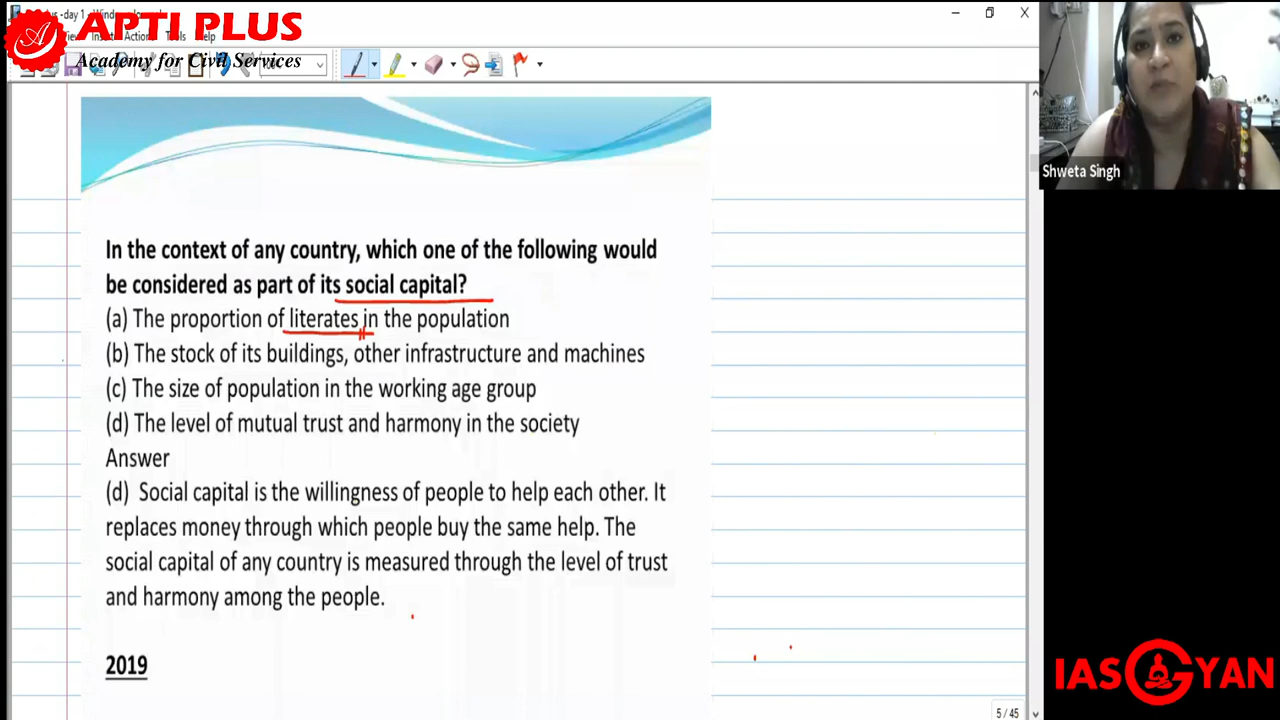 APTI PLUS
Academy for Civil Services
Tools
In the context of any country, which one of the following would
be considered as part of its social capital?
(a) The proportion of literates in the population
(b) The stock of its buildings, other infrastructure and machines
(c) The size of population in the working age group
(d) The level of mutual trust and harmony in the society
Answer
(d) Social capital is the willingness of people to help each other. It
replaces money through which people buy the same help. The
social capital of any country is measured through the level of trust
and harmony among the people.
2019
Shweta Singh
IAS GYAN
5 / 45